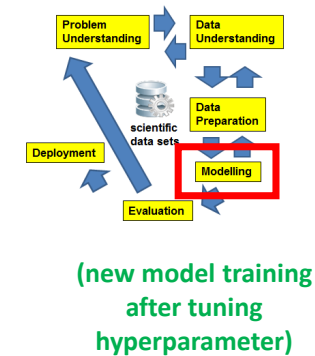 Problem
Understanding
Data
Understanding
scientific
data sets
Data
Preparation
Deployment
Modelling
Evaluation
(new model training
after tuning
hyperparameter)